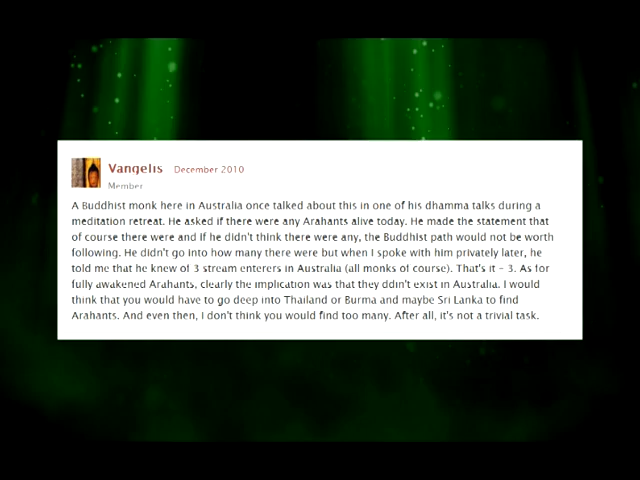 Vangelis December 2010
Member
A Buddhist monk here in Australia once talked about this in one of his dhamma talks during a
meditation retreat. He asked if there were any Arahants alive today. He made the statement that
of course there were and if he didn't think there were any, the Buddhist path would not be worth
following. He didn't go into how many there were but when I spoke with him privately later, he
told me that he knew of 3 stream enterers in Australia (all monks of course). That's it - 3. As for
fully awakened Arahants, clearly the implication was that they ddn't exist in Australia. I would
think that you would have to go deep into Thailand or Burma and maybe Sri Lanka to find
Arahants. And even then, I don't think you would find too many. After all, it's not a trivial task.